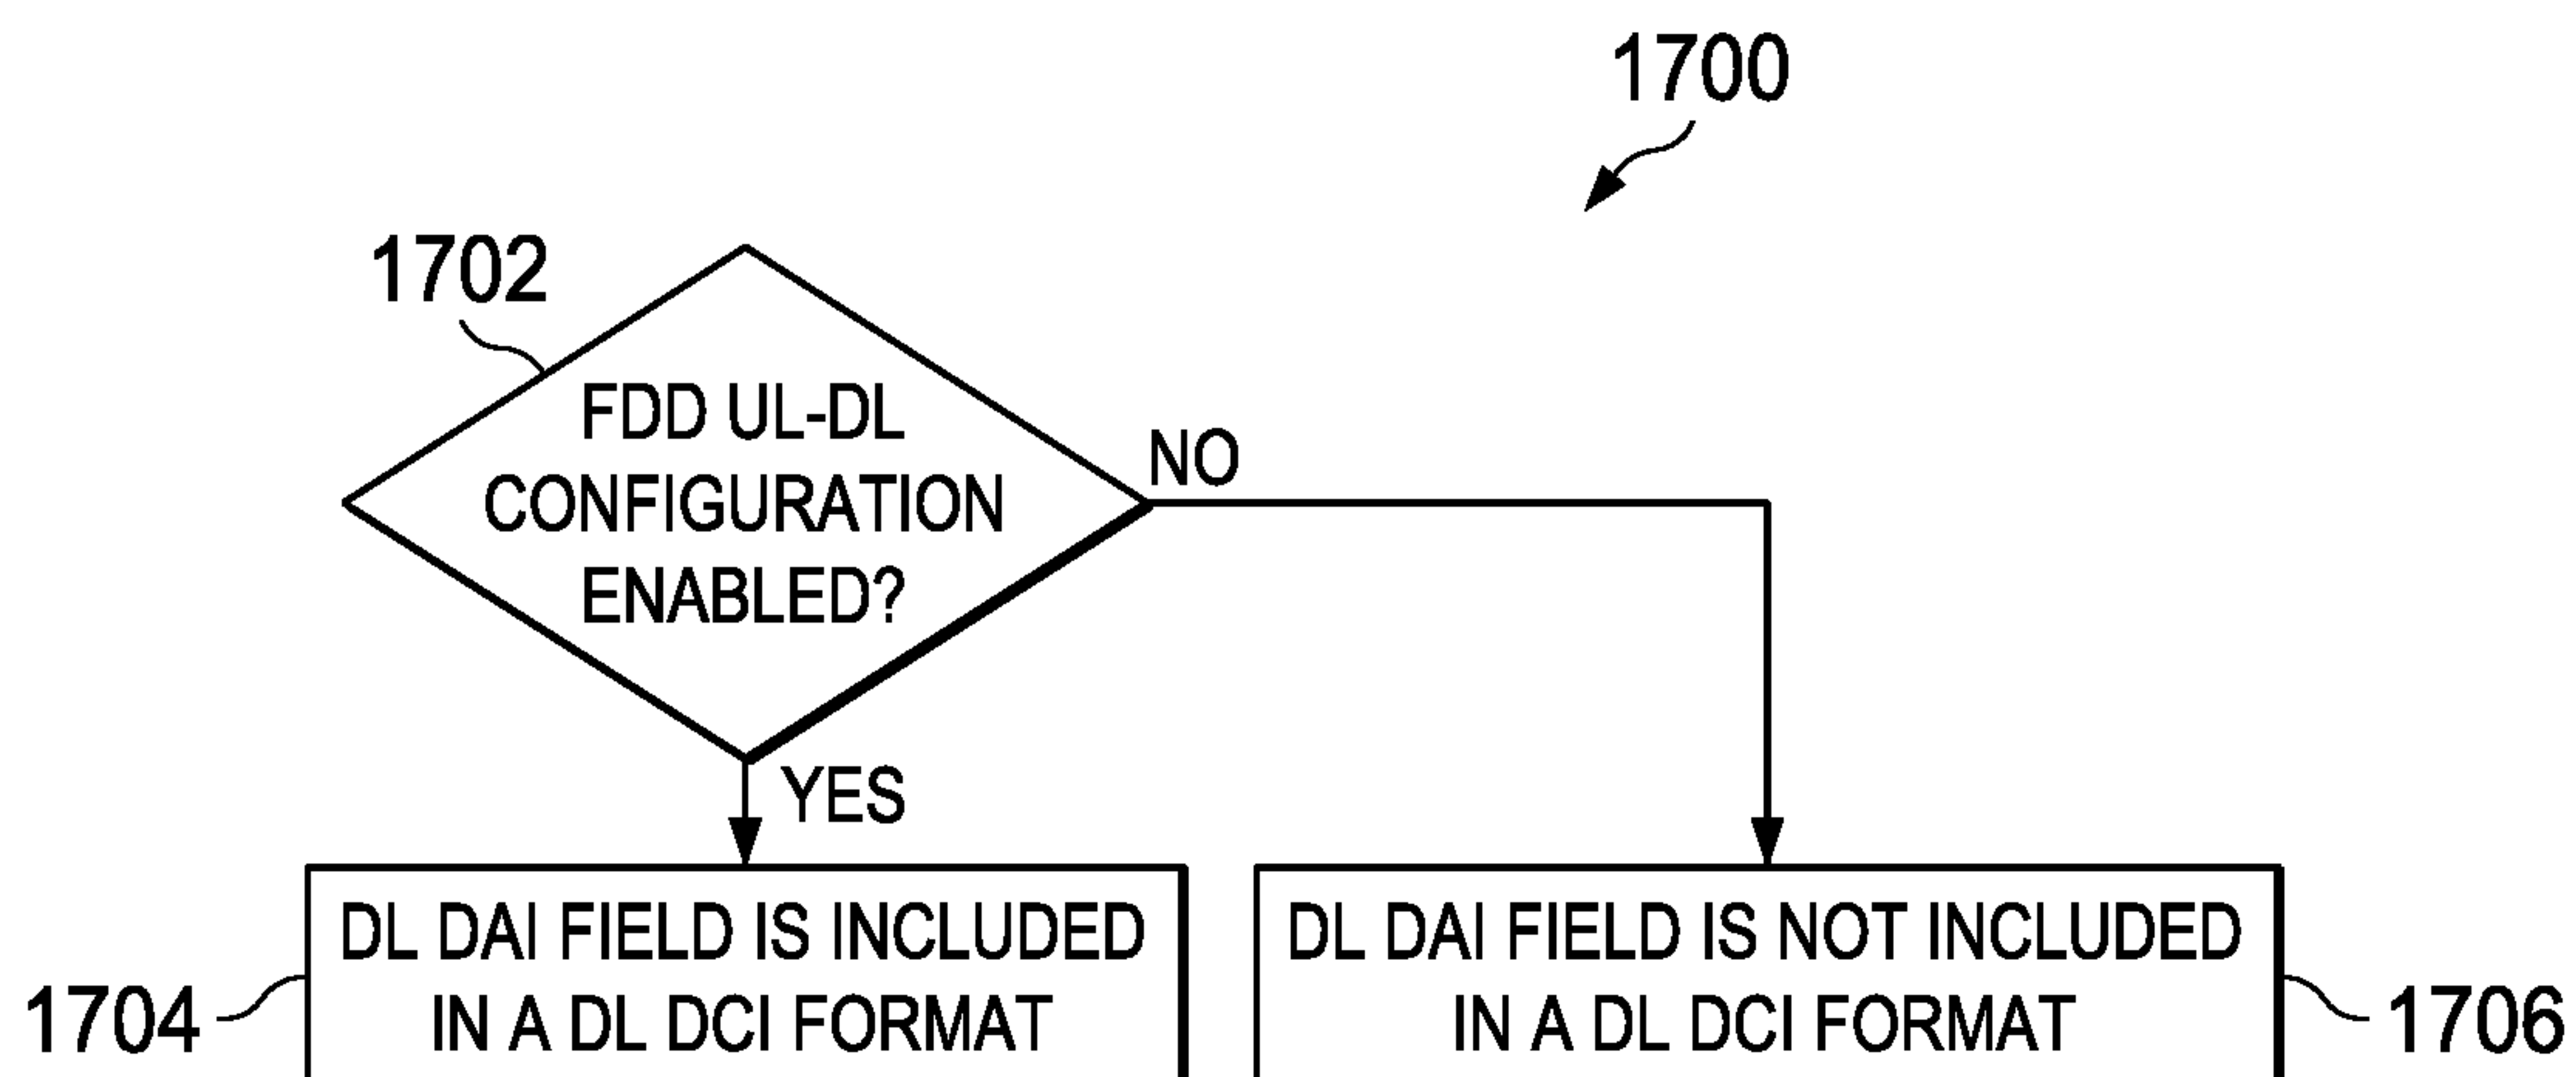 1700
1702
FDD UL-DL
CONFIGURATION
ENABLED?
NO
YES
DL DAI FIELD IS INCLUDED
IN A DL DCI FORMAT
1704
DL DAI FIELD IS NOT INCLUDED
IN A DL DCI FORMAT
1706